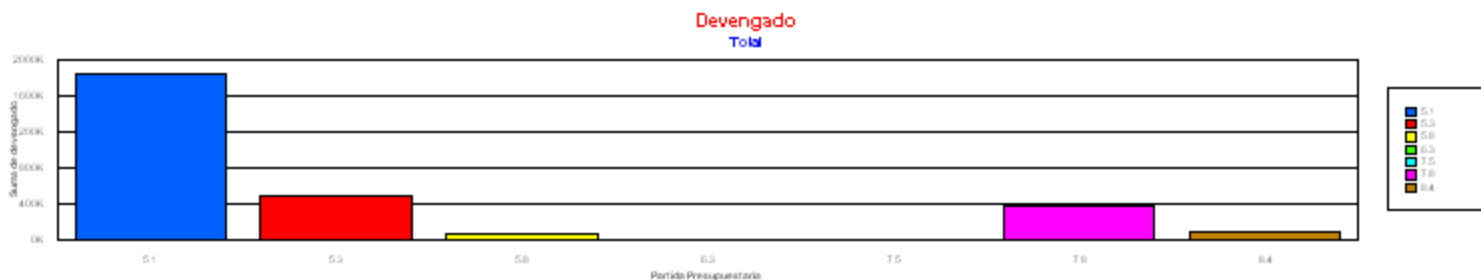 Devengado
Total
Suma de devengado
2000K
1600K
1200K
800K
400K
0K
5.1
5.3
5.8
6.3
7.5
7.8
8.4
Partida Presupuestaria
5.1
5.3
5.8
6.3
7.5
7.8
8.4